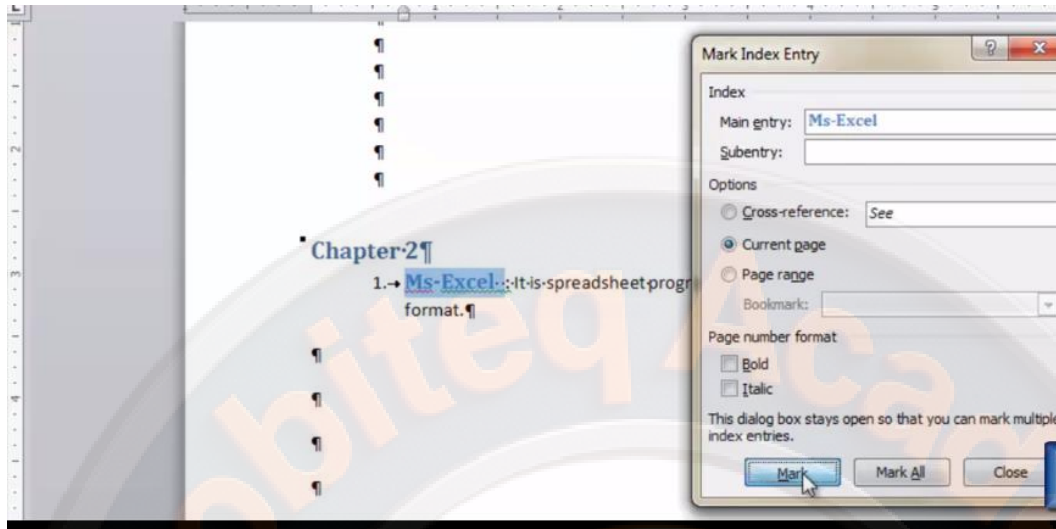 Mark Index Entry
Index
Main entry: Ms-Excel
Subentry:
Options
Cross-reference: See
Current page
Page range
Bookmark:
Page number format
Bold
Italic
This dialog box stays open so that you can mark multiple
index entries.
Mark Mark All Close
Chapter·2¶
1.→ Ms-Excel··:·It·is·spreadsheet·progr
format.¶
biteq Aca